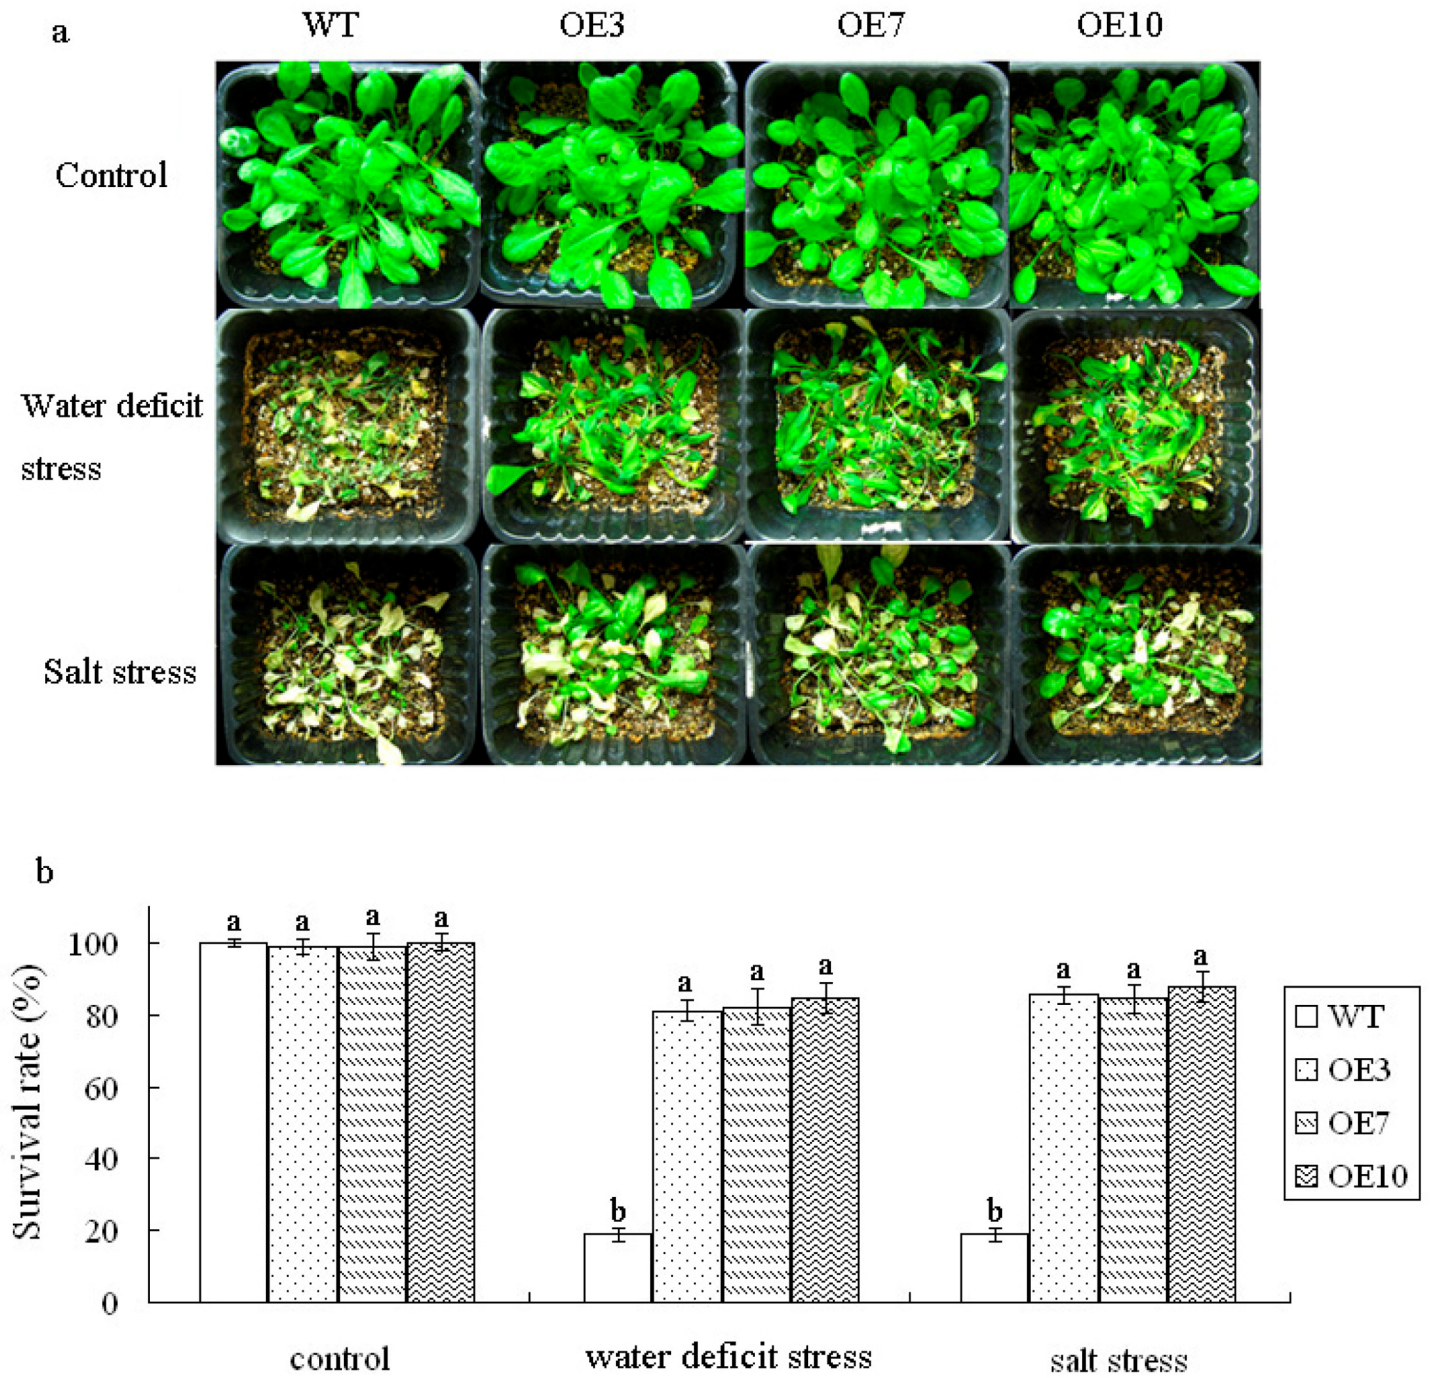 a
WT OE3 OE7 OE10
Control
Water deficit
stress
Salt stress
b
a a a a
a a a
a a a
b
b
100
80
60
40
20
0
Survival rate (%)
WT
OE3
OE7
OE10
control water deficit stress salt stress